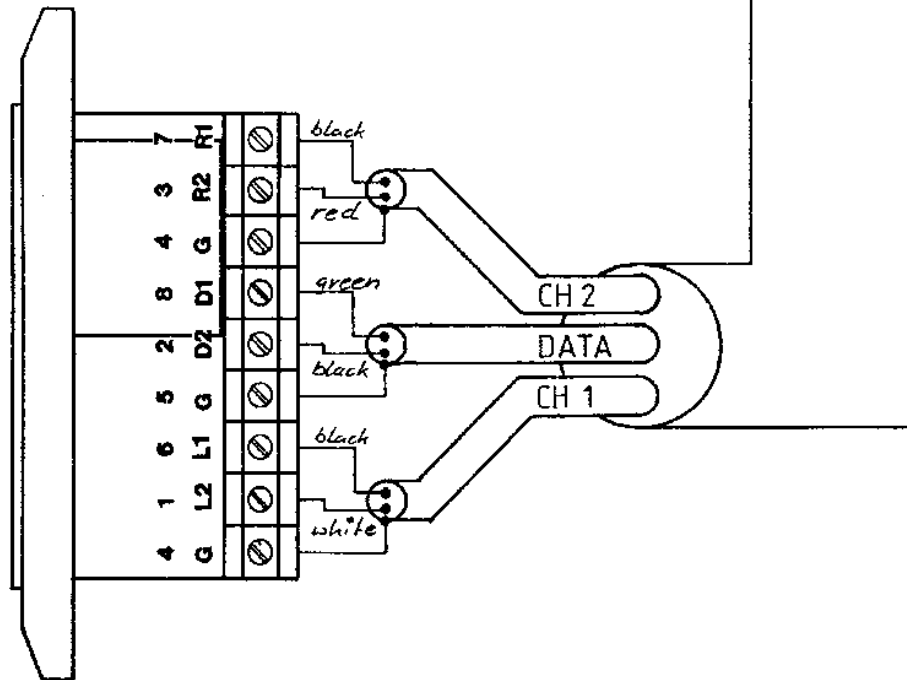 7 R1
black
3 R2
red
4 G
8 D1
green
2 D2
black
5 G
6 L1
black
1 L2
white
4 G
CH 2
DATA
CH 1